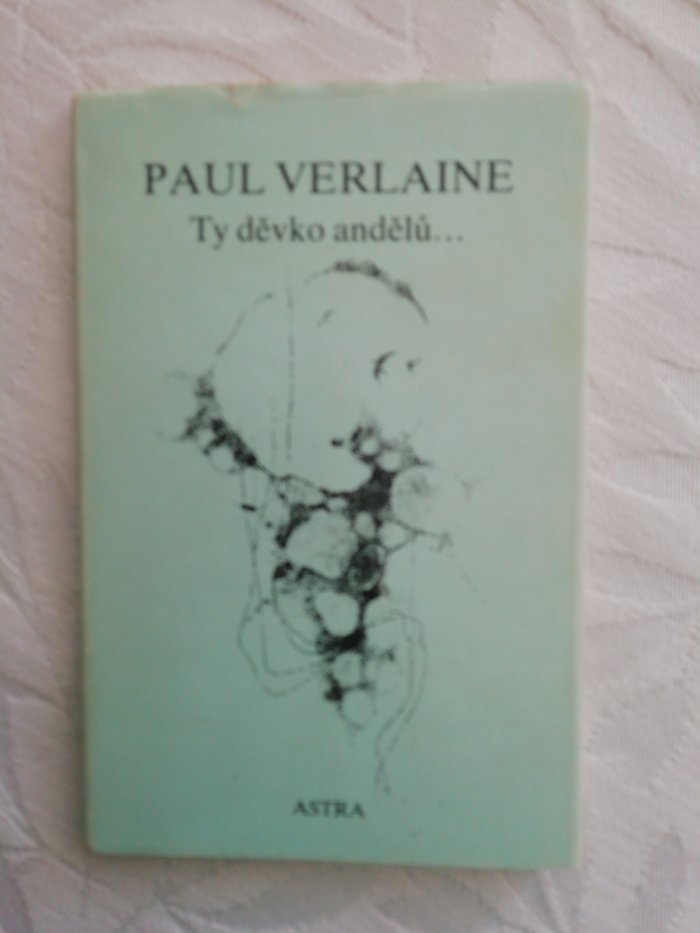 PAUL VERLAINE
Ty děvko andělů...
ASTRA